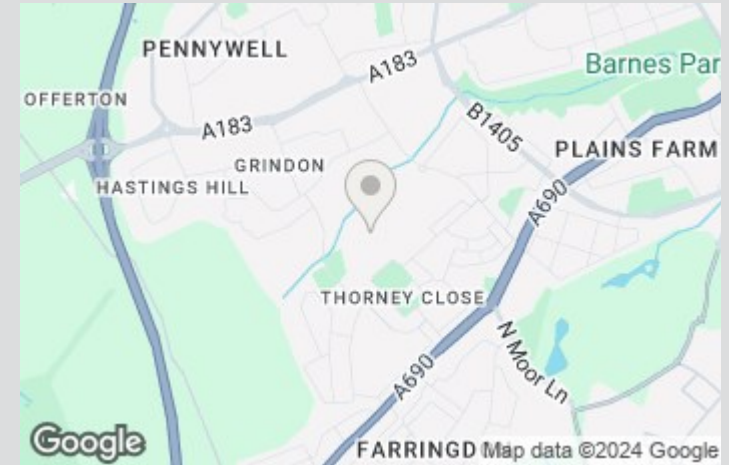 PENNYWELL
A183
Barnes Par
OFFERTON
A183
B1405
PLAINS FARM
GRINDON
HASTINGS HILL
A690
THORNEY CLOSE
N Moor Ln
A690
Google
FARRINGD
Map data ©2024 Google